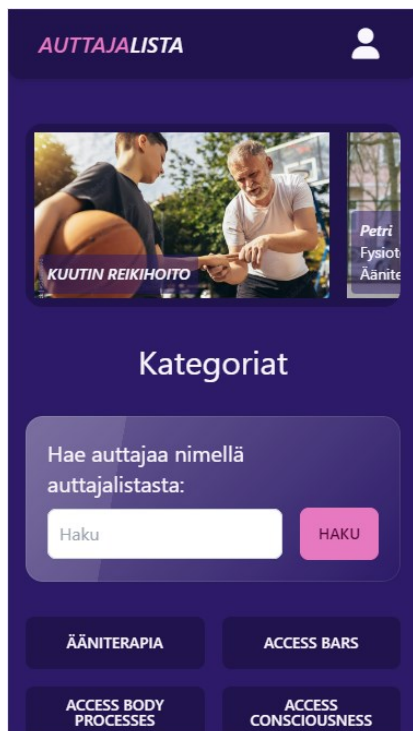 AUTTAJALISTA
KUUTIN REIKIHOITO
Petri
Kategoriat
Hae auttajaa nimellä
auttajalistasta:
Haku
HAKU
ÄÄNITERAPIA
ACCESS BARS
ACCESS BODY
PROCESSES
ACCESS
CONSCIOUSNESS